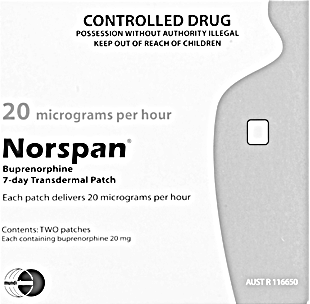 CONTROLLED DRUG
POSSESSION WITHOUT AUTHORITY ILLEGAL
KEEP OUT OF REACH OF CHILDREN
20 micrograms per hour
Norspan®
Buprenorphine
7-day Transdermal Patch
Each patch delivers 20 micrograms per hour
Contents: TWO patches
Each containing buprenorphine 20 mg
AUST R 116650